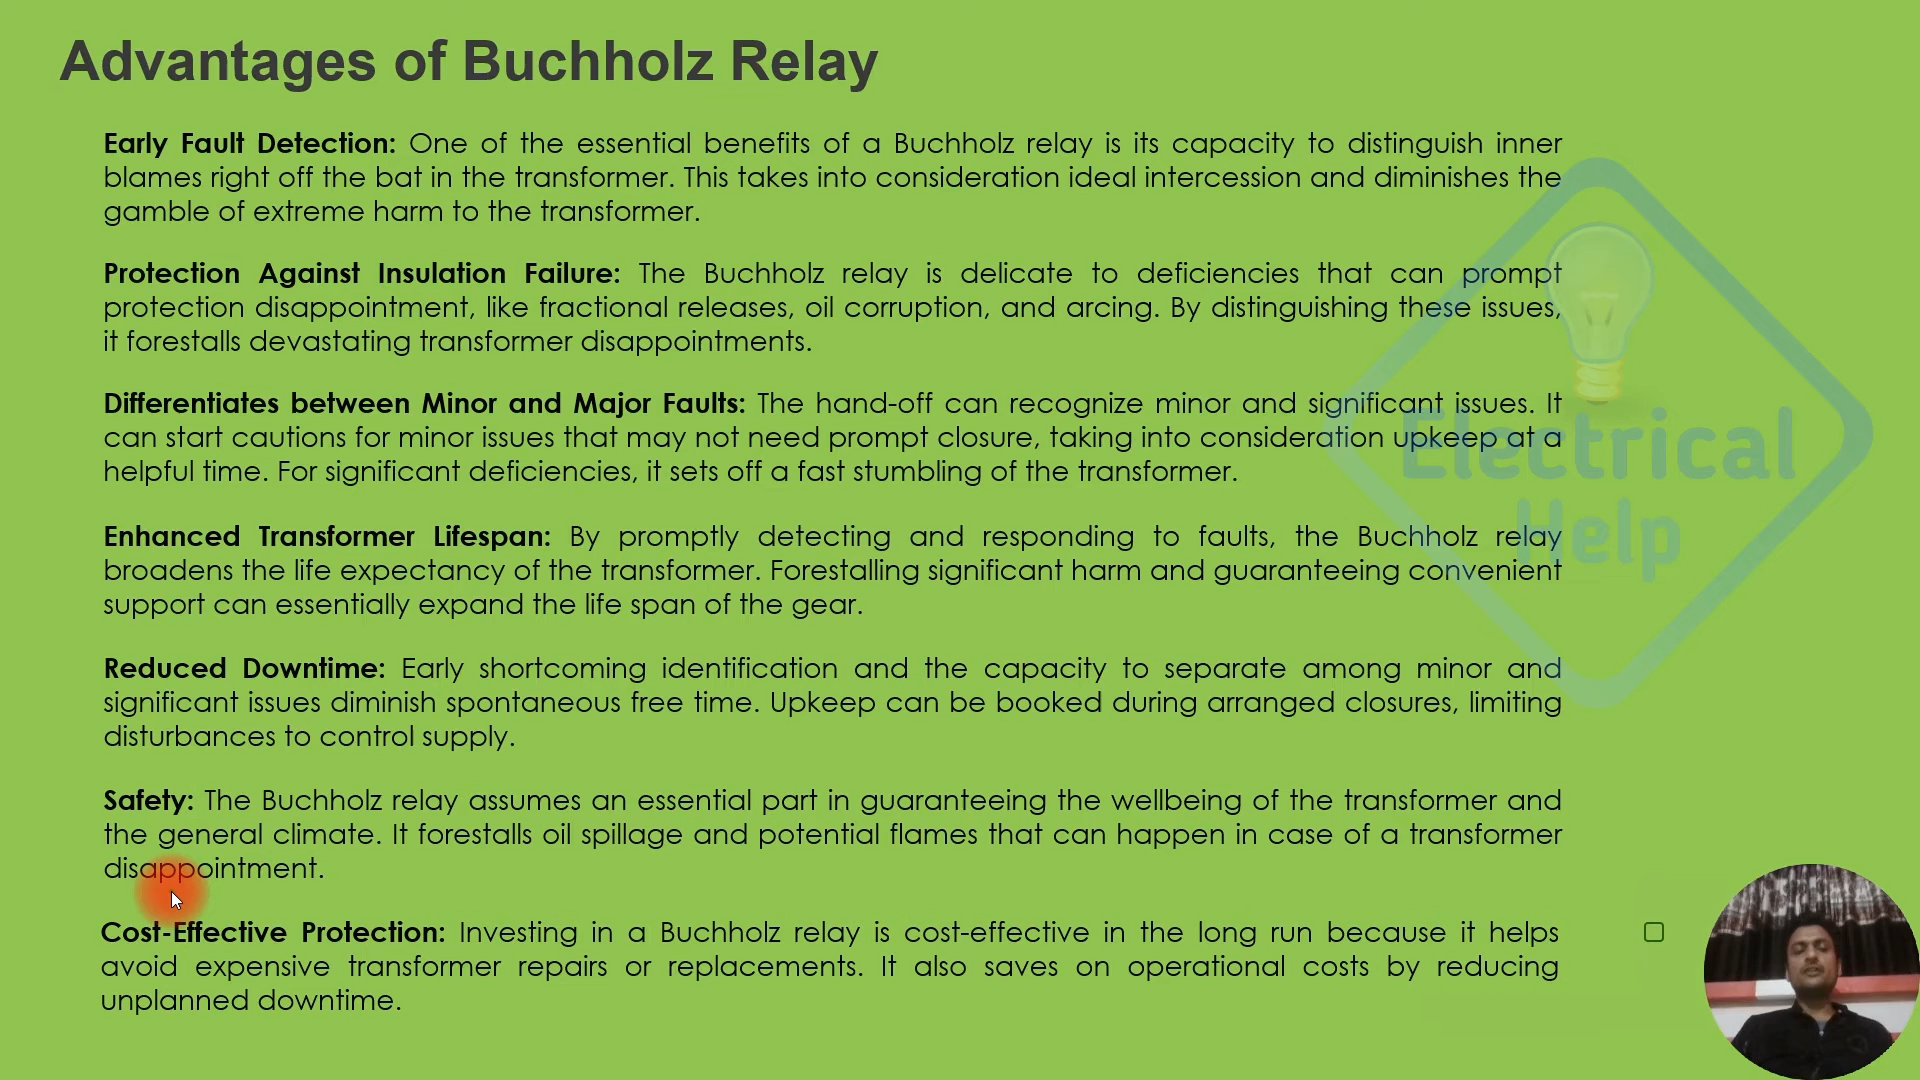 Advantages of Buchholz Relay
Early Fault Detection: One of the essential benefits of a Buchholz relay is its capacity to distinguish inner
blames right off the bat in the transformer. This takes into consideration ideal intercession and diminishes the
gamble of extreme harm to the transformer.
Protection Against Insulation Failure: The Buchholz relay is delicate to deficiencies that can prompt
protection disappointment, like fractional releases, oil corruption, and arcing. By distinguishing these issues,
it forestalls devastating transformer disappointments.
Differentiates between Minor and Major Faults: The hand-off can recognize minor and significant issues. It
can start cautions for minor issues that may not need prompt closure, taking into consideration upkeep at a
helpful time. For significant deficiencies, it sets off a fast stumbling of the transformer.
Enhanced Transformer Lifespan: By promptly detecting and responding to faults, the Buchholz relay
broadens the life expectancy of the transformer. Forestalling significant harm and guaranteeing convenient
support can essentially expand the life span of the gear.
Reduced Downtime: Early shortcoming identification and the capacity to separate among minor and
significant issues diminish spontaneous free time. Upkeep can be booked during arranged closures, limiting
disturbances to control supply.
Safety: The Buchholz relay assumes an essential part in guaranteeing the wellbeing of the transformer and
the general climate. It forestalls oil spillage and potential flames that can happen in case of a transformer
disappointment.
Cost-Effective Protection: Investing in a Buchholz relay is cost-effective in the long run because it helps
avoid expensive transformer repairs or replacements. It also saves on operational costs by reducing
unplanned downtime.
Electrical
Help